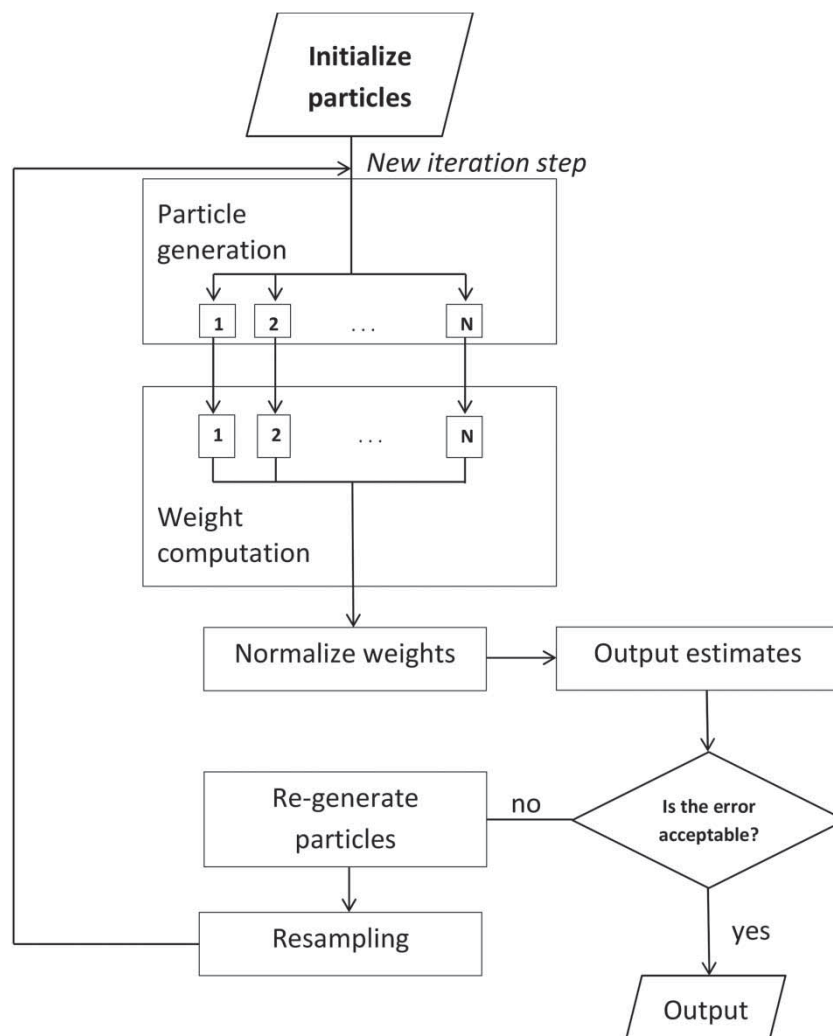 Initialize
particles
New iteration step
Particle
generation
1 2 ... N
1 2 ... N
Weight
computation
Normalize weights
Output estimates
Is the error
acceptable?
no
Re-generate
particles
Resampling
yes
Output